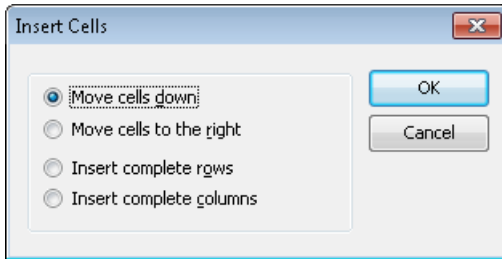 Insert Cells
Move cells down
Move cells to the right
Insert complete rows
Insert complete columns
OK
Cancel